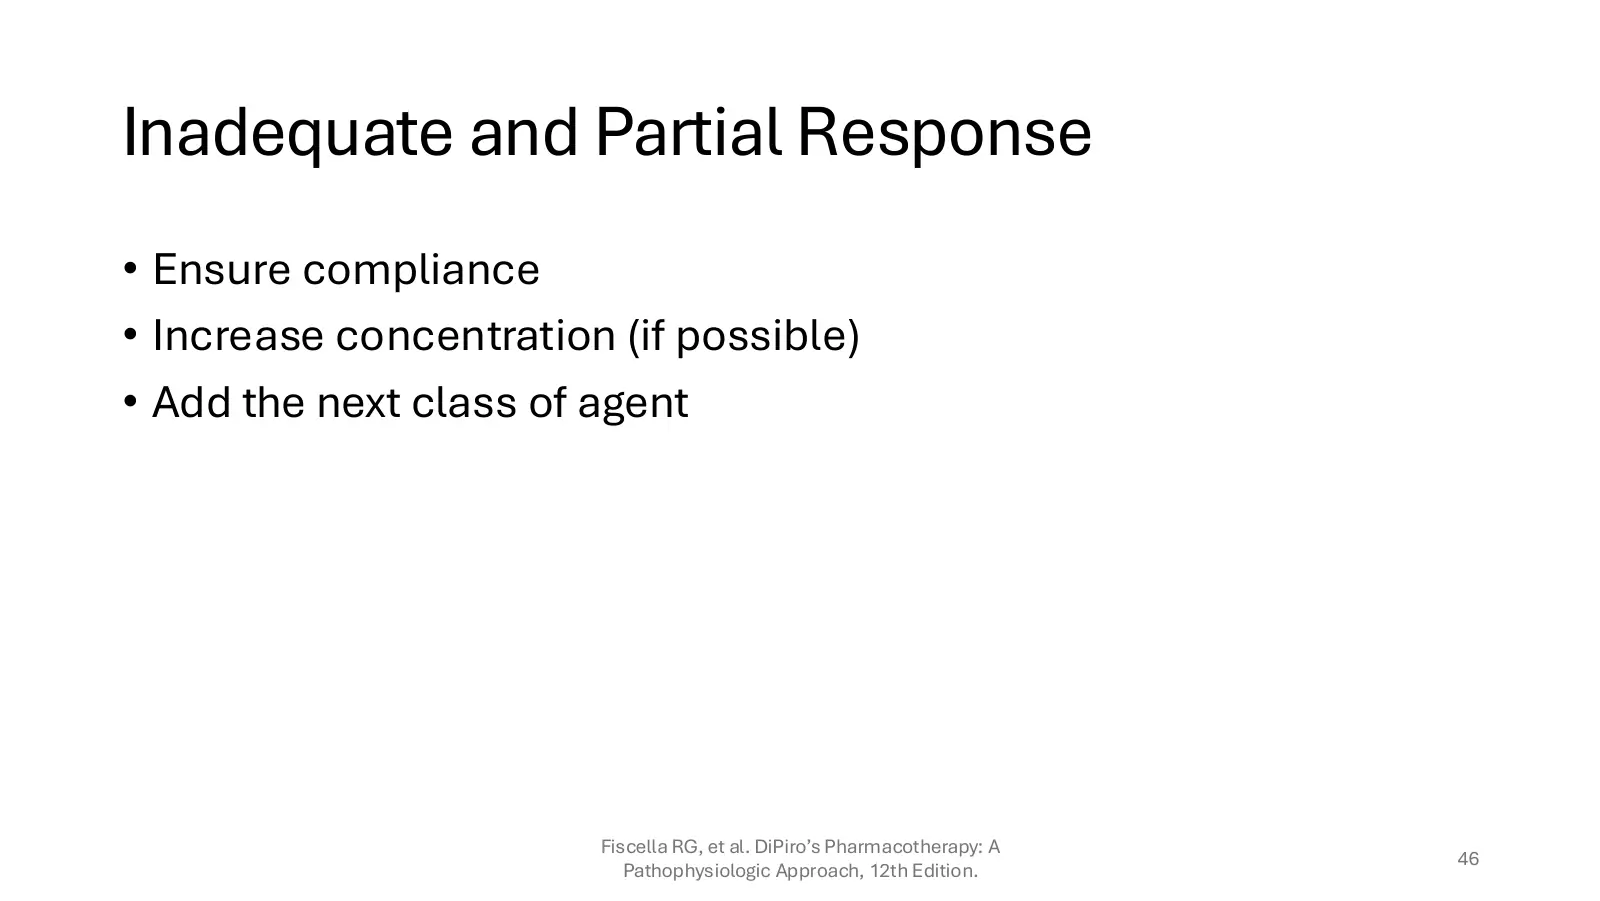 Inadequate and Partial Response
• Ensure compliance
• Increase concentration (if possible)
• Add the next class of agent
Fiscella RG, et al. DiPiro’s Pharmacotherapy: A
Pathophysiologic Approach, 12th Edition.
46